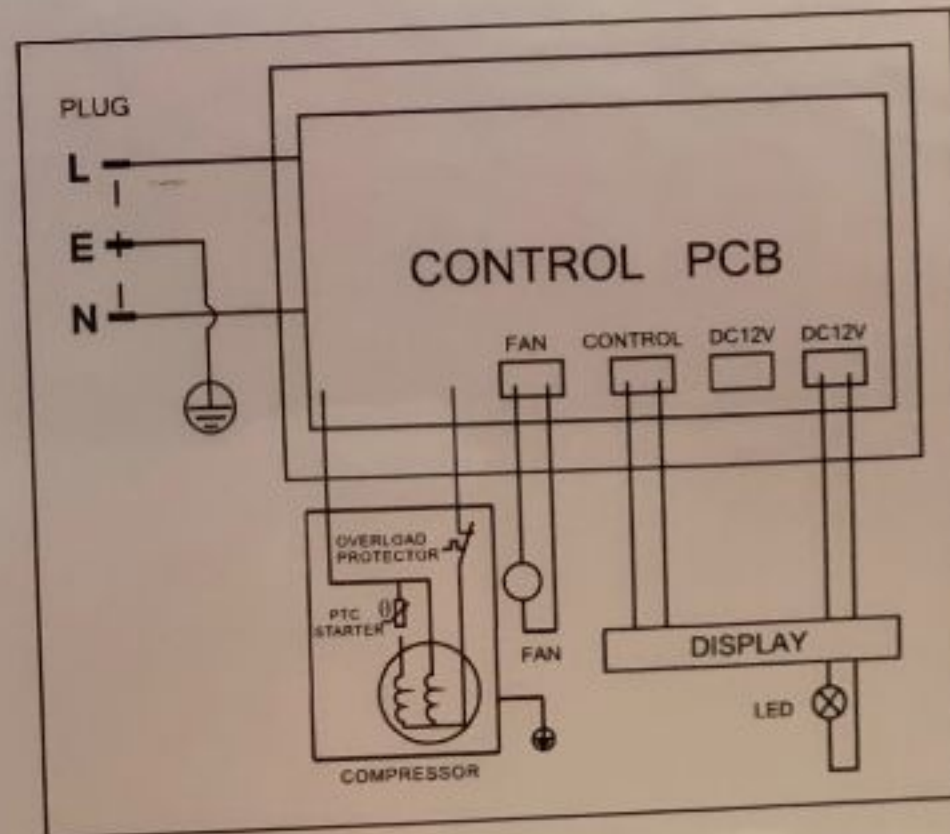 PLUG
L
E
N
CONTROL PCB
FAN
CONTROL
DC12V
DC12V
OVERLOAD
PROTECTOR
PTC
STARTER
θ
FAN
DISPLAY
LED
COMPRESSOR